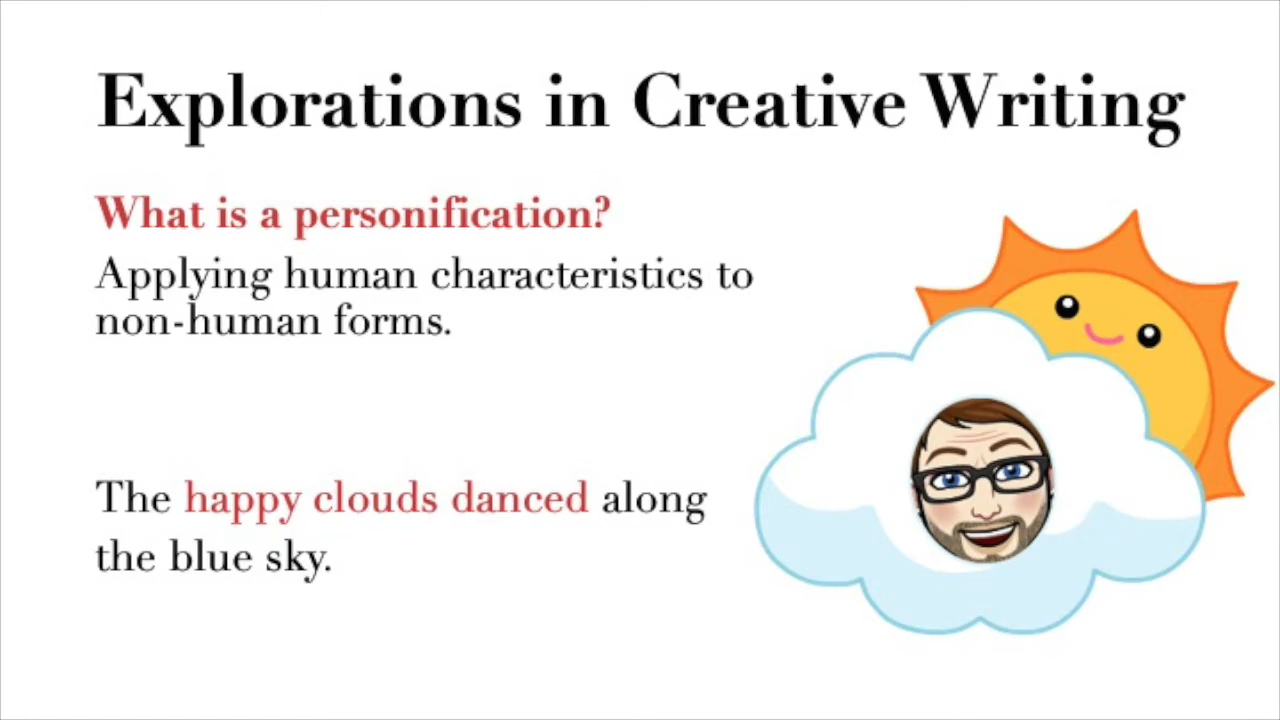 Explorations in Creative Writing
What is a personification?
Applying human characteristics to
non-human forms.
The happy clouds danced along
the blue sky.